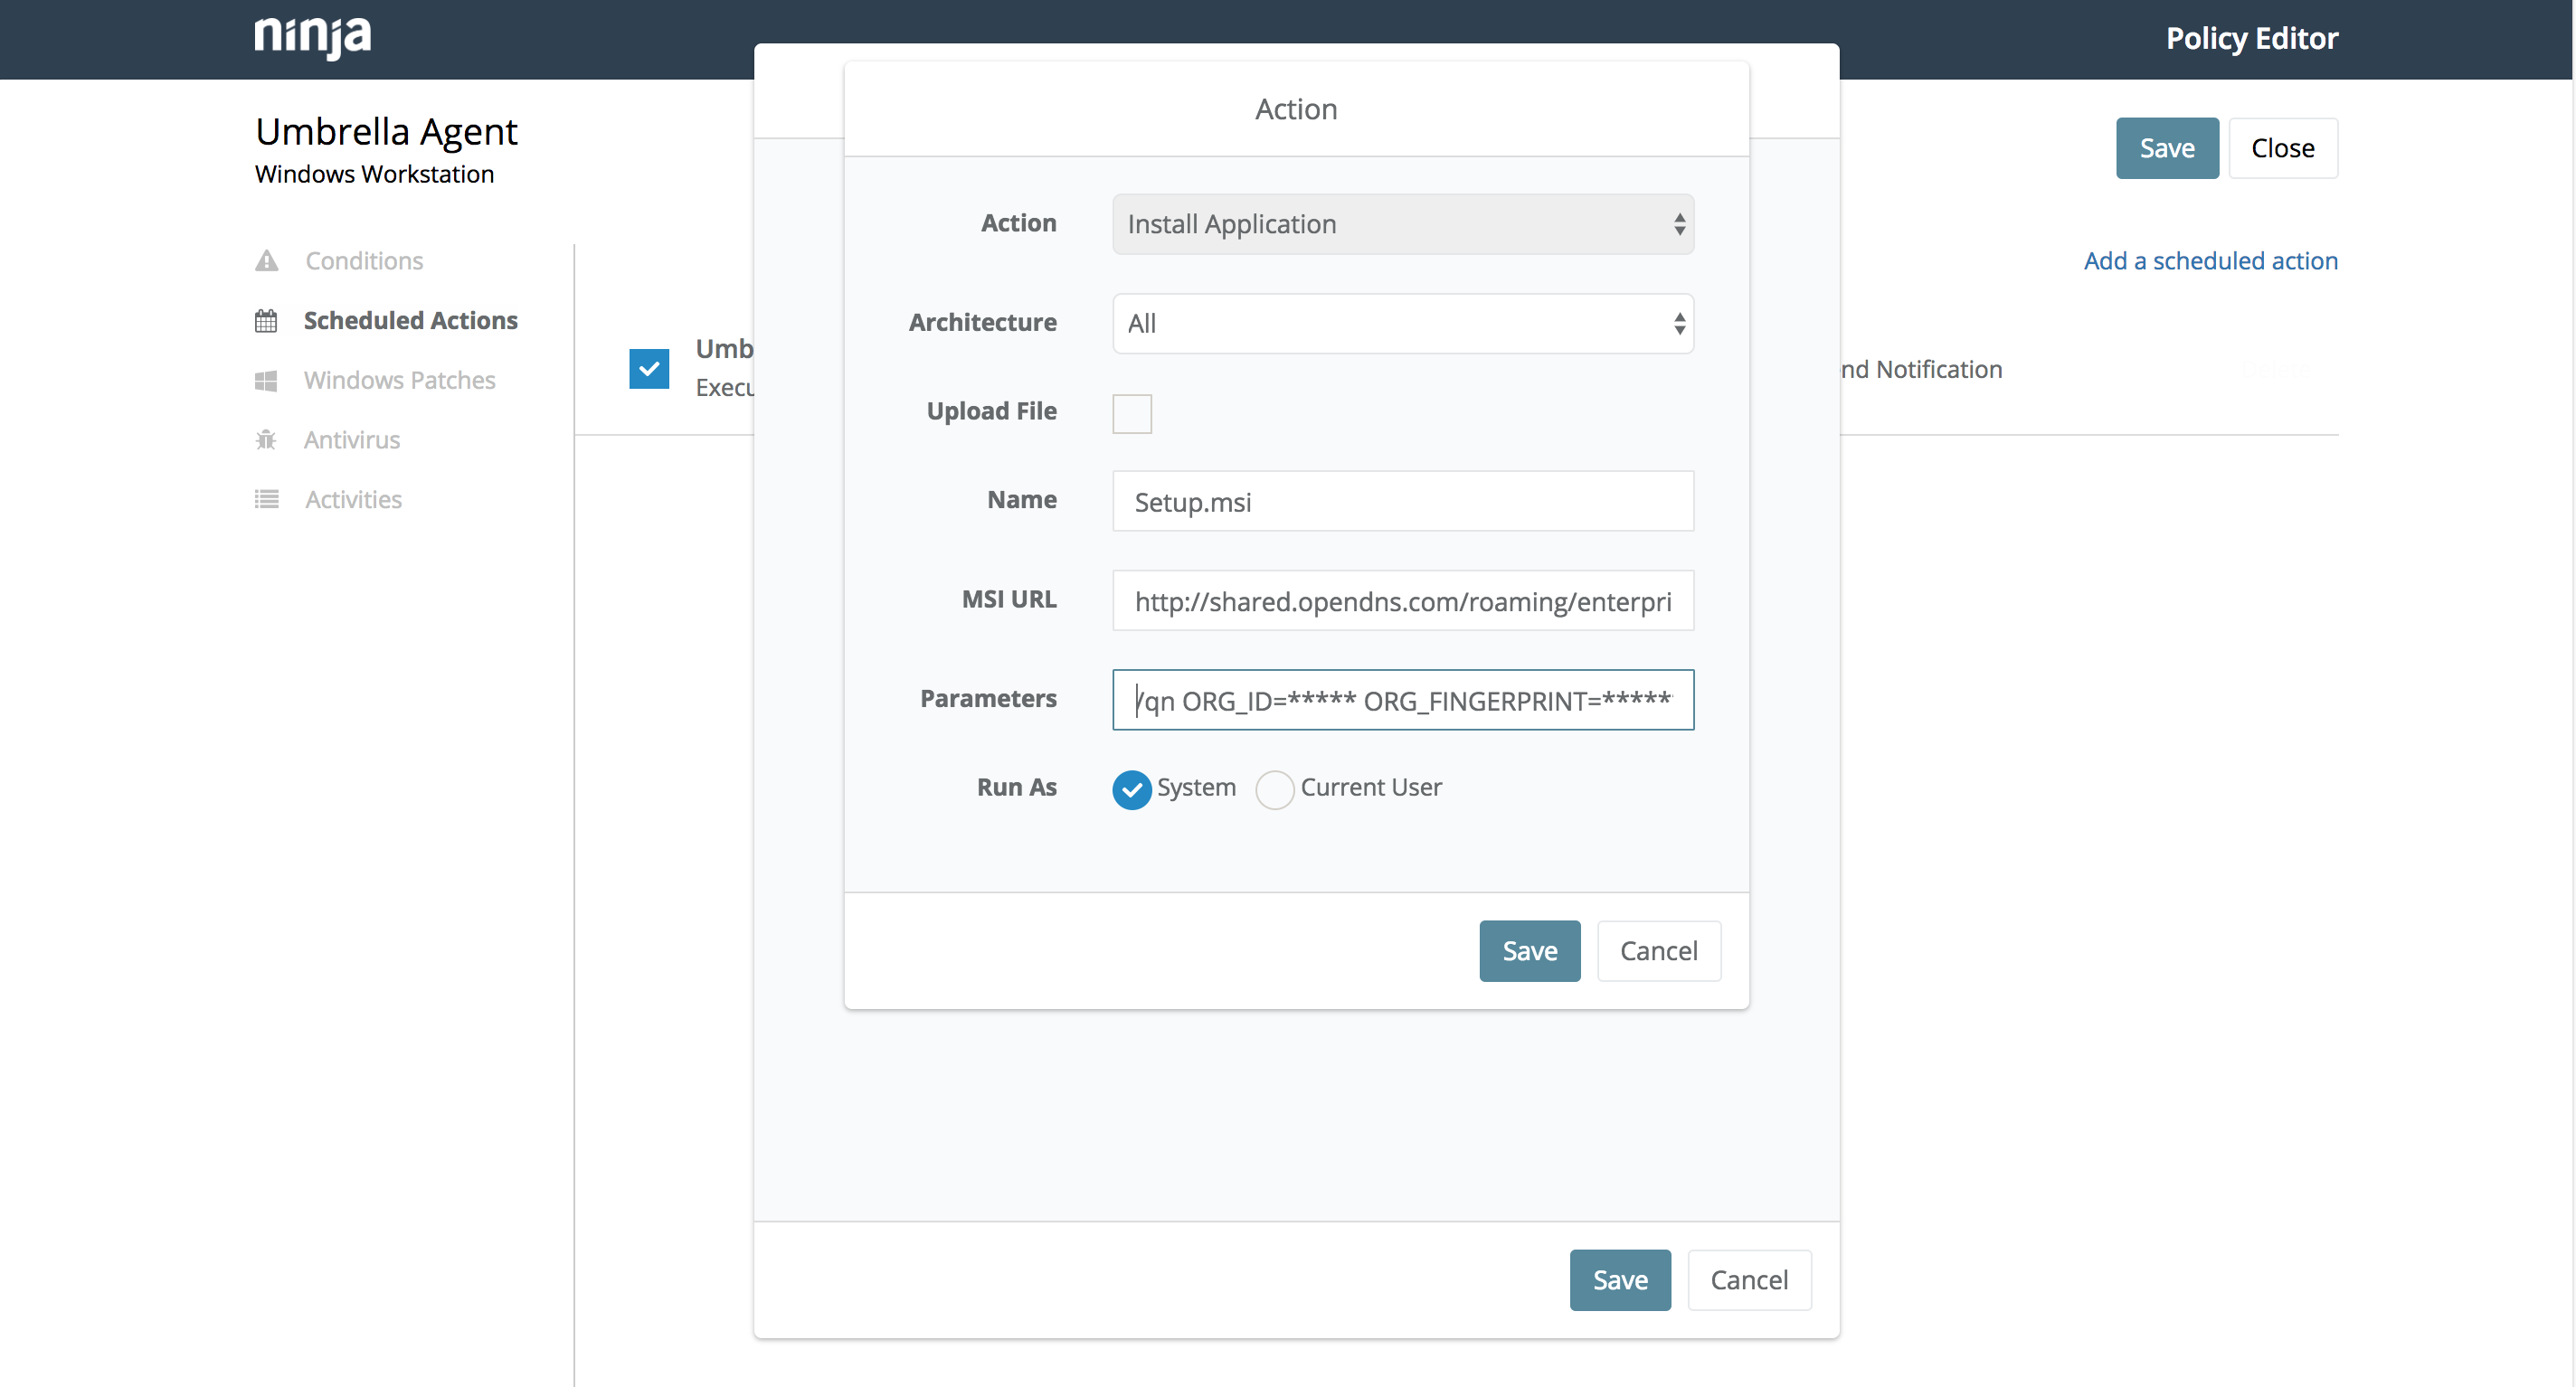 ninja
Policy Editor
Umbrella Agent
Windows Workstation
Save
Close
Conditions
Scheduled Actions
Windows Patches
Antivirus
Activities
Add a scheduled action
Umb
Execu
nd Notification
Action
Action
Install Application
Architecture
All
Upload File
Name
Setup.msi
MSI URL
http://shared.opendns.com/roaming/enterpri
Parameters
/qn ORG_ID=***** ORG_FINGERPRINT=******
Run As
System
Current User
Save
Cancel
Save
Cancel